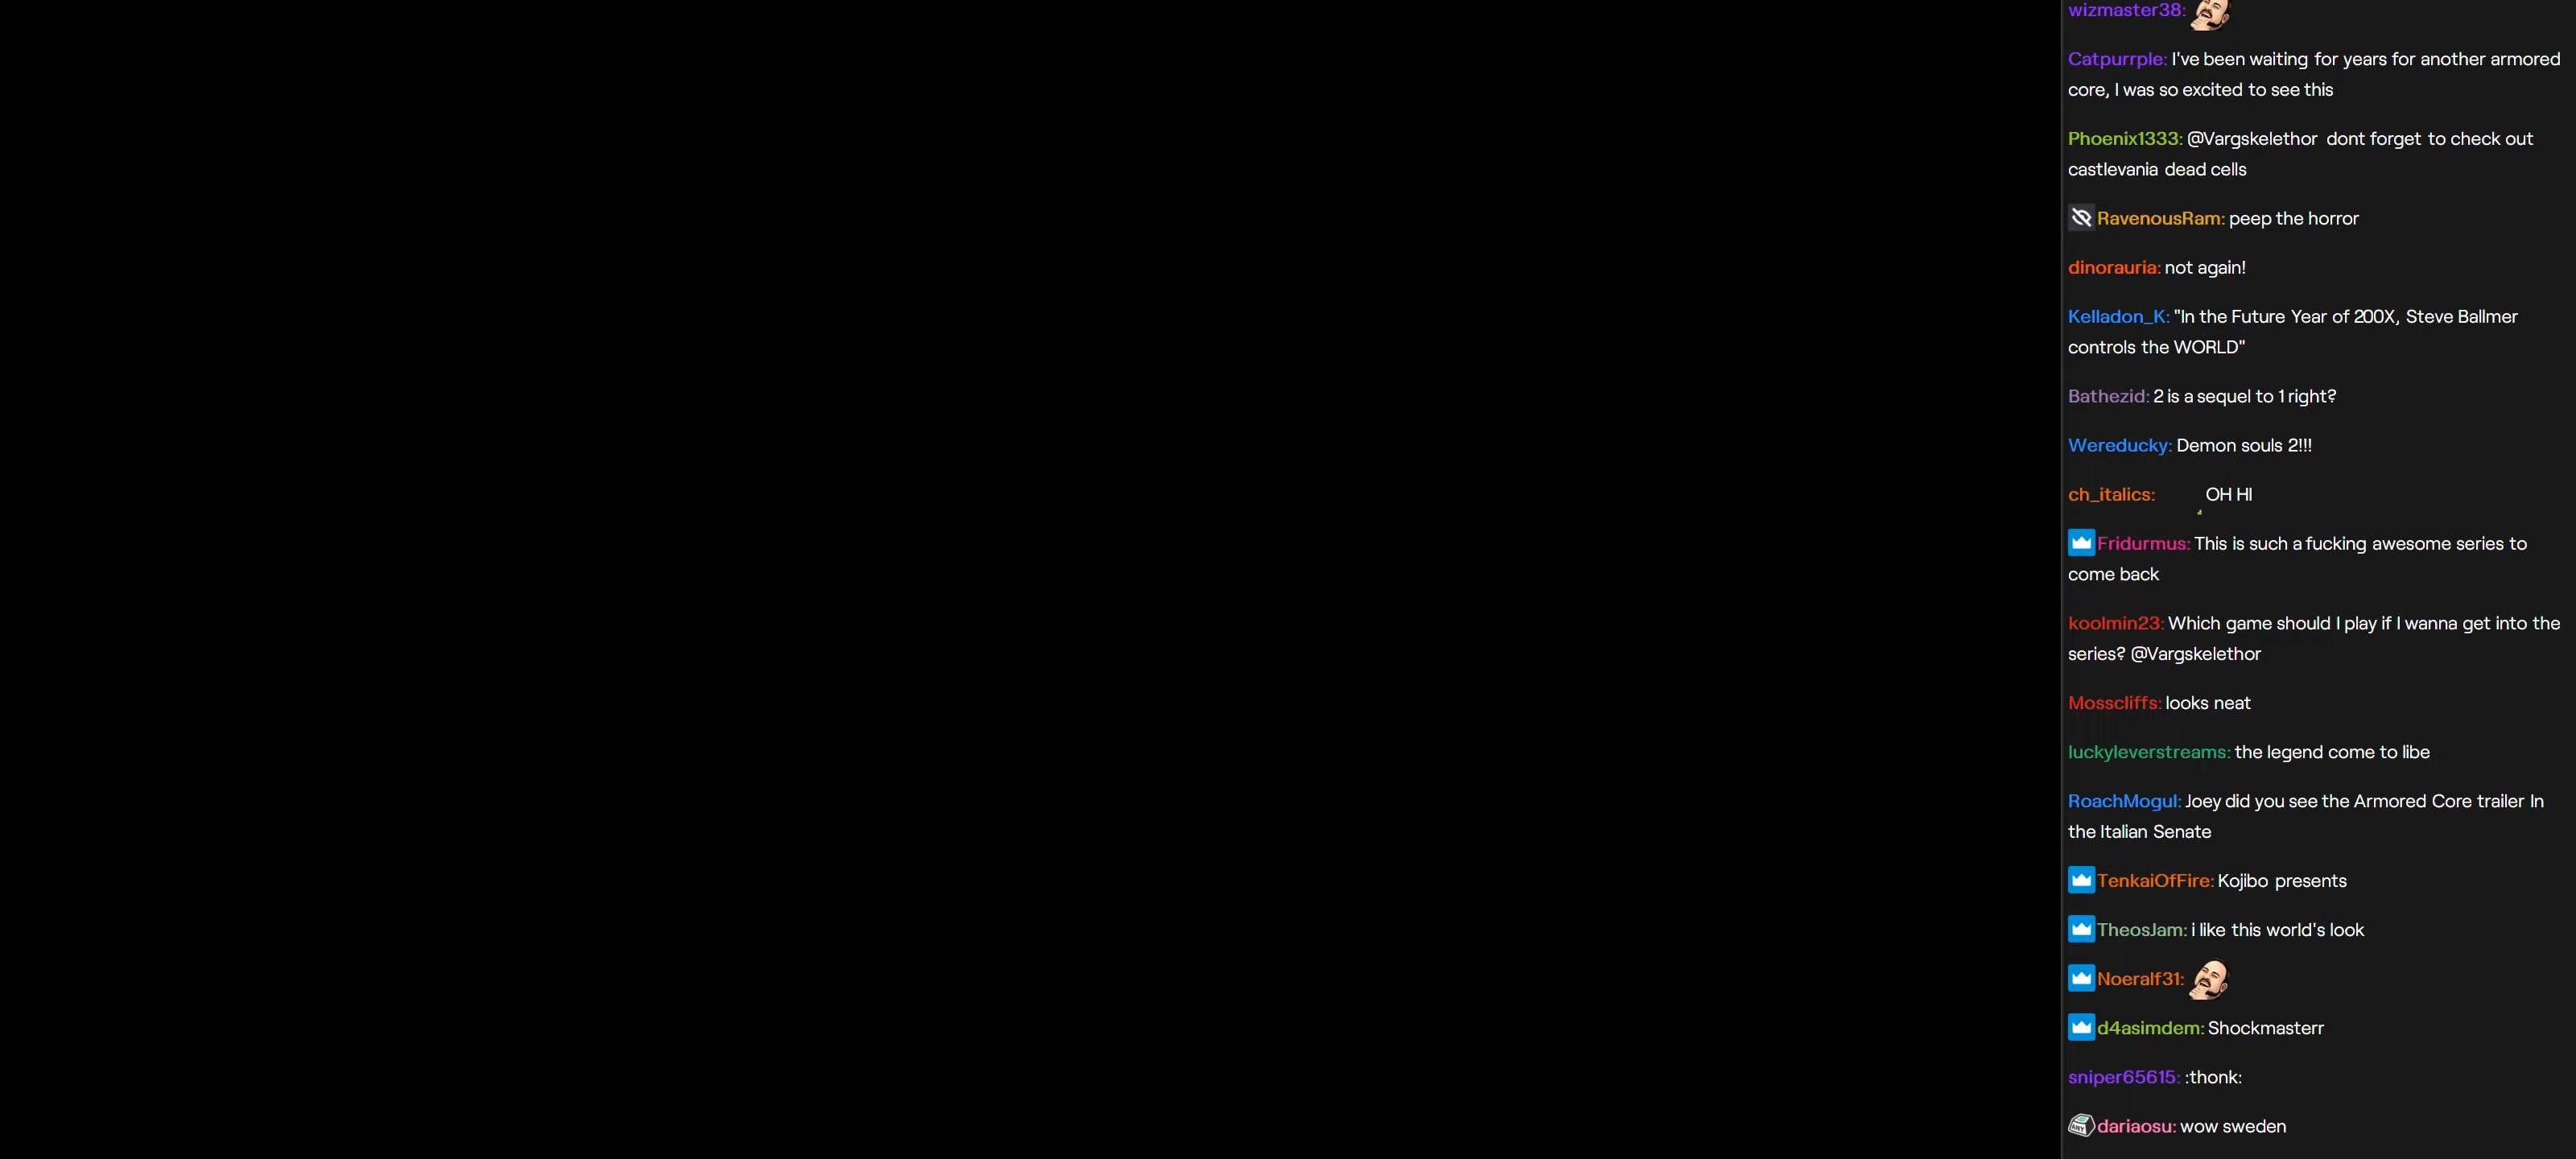 wizmaster38:
Catpurrple: I've been waiting for years for another armored
core, I was so excited to see this
Phoenix1333: @Vargskelethor dont forget to check out
castlevania dead cells
RavenousRam: peep the horror
dinorauria: not again!
Kelladon_K: "In the Future Year of 200X, Steve Ballmer
controls the WORLD"
Bathezid: 2 is a sequel to 1 right?
Wereducky: Demon souls 2!!!
ch_italics: OH HI
Fridurmus: This is such a fucking awesome series to
come back
koolmin23: Which game should I play if I wanna get into the
series? @Vargskelethor
Mosscliffs: looks neat
luckyleverstreams: the legend come to libe
RoachMogul: Joey did you see the Armored Core trailer In
the Italian Senate
TenkaiOfFire: Kojibo presents
TheosJam: i like this world's look
Noeralf31:
d4asimdem: Shockmasterr
sniper65615: :thonk:
dariaosu: wow sweden